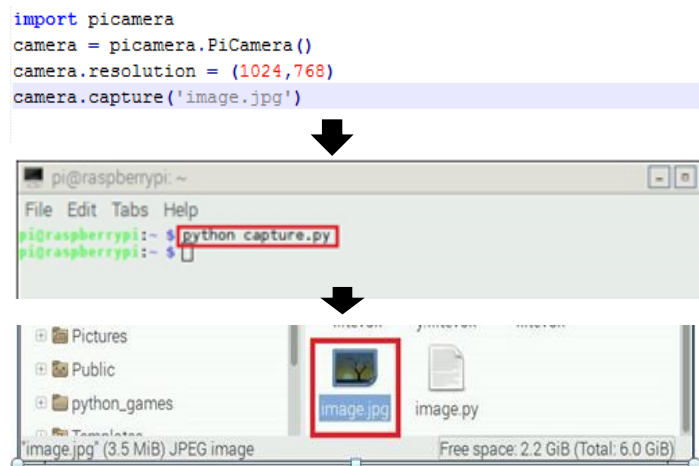 import picamera
camera = picamera.PiCamera()
camera.resolution = (1024,768)
camera.capture('image.jpg')
pi@raspberrypi: ~
File Edit Tabs Help
pi@raspberrypi:~ $ python capture.py
pi@raspberrypi:~ $
Pictures
Public
python_games
Templates
image.jpg
image.py
"image.jpg" (3.5 MiB) JPEG image
Free space: 2.2 GiB (Total: 6.0 GiB)